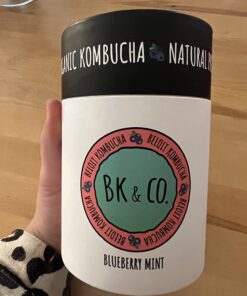 KOMBUCHA
NATURAL
BELOIT KOMBUCHA
BELOIT KOMBUCHA
BELOIT KOMBUCHA
BK & CO.
BLUEBERRY MINT